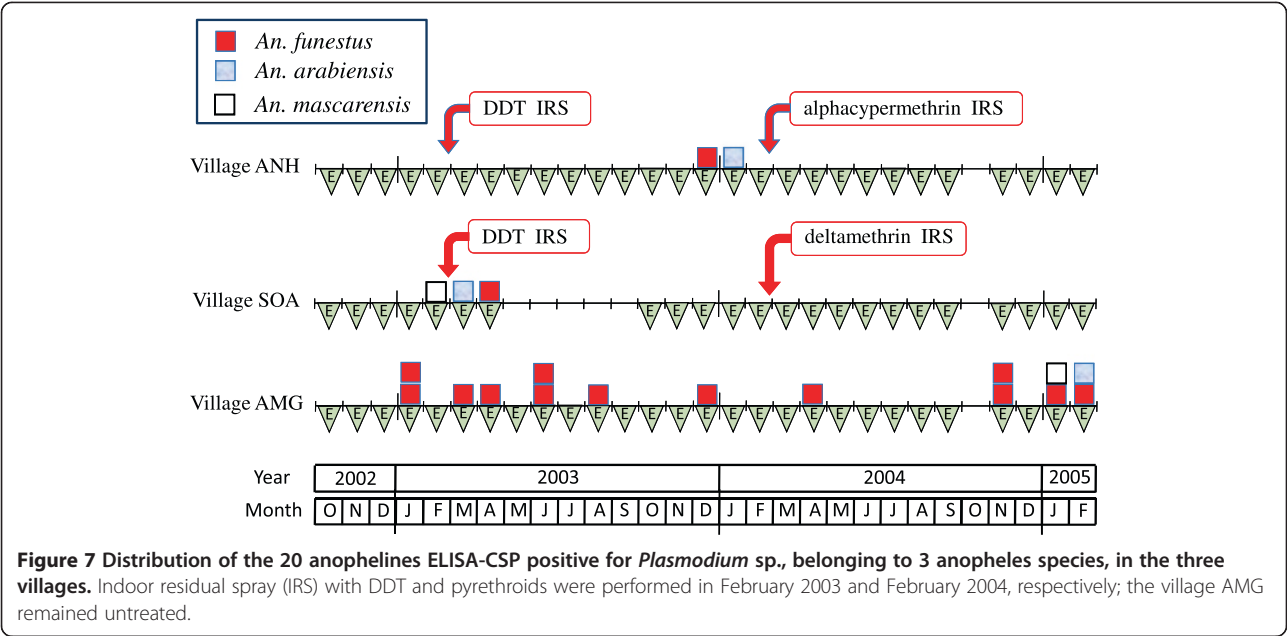 An. funestus
An. arabiensis
An. mascarensis
DDT IRS
alphacypermethrin IRS
Village ANH
E E E E E E E E E E E E E E E E E E E E E E E E E E E E
DDT IRS
deltamethrin IRS
Village SOA
E E E E E E E E E E E E E E E E E E E E E E E
Village AMG
E E E E E E E E E E E E E E E E E E E E E E E E E E E E
Year 2002 2003 2004 2005
Month O N D J F M A M J J A S O N D J F M A M J J A S O N D J F
Figure 7 Distribution of the 20 anophelines ELISA-CSP positive for Plasmodium sp., belonging to 3 anopheles species, in the three
villages. Indoor residual spray (IRS) with DDT and pyrethroids were performed in February 2003 and February 2004, respectively; the village AMG
remained untreated.